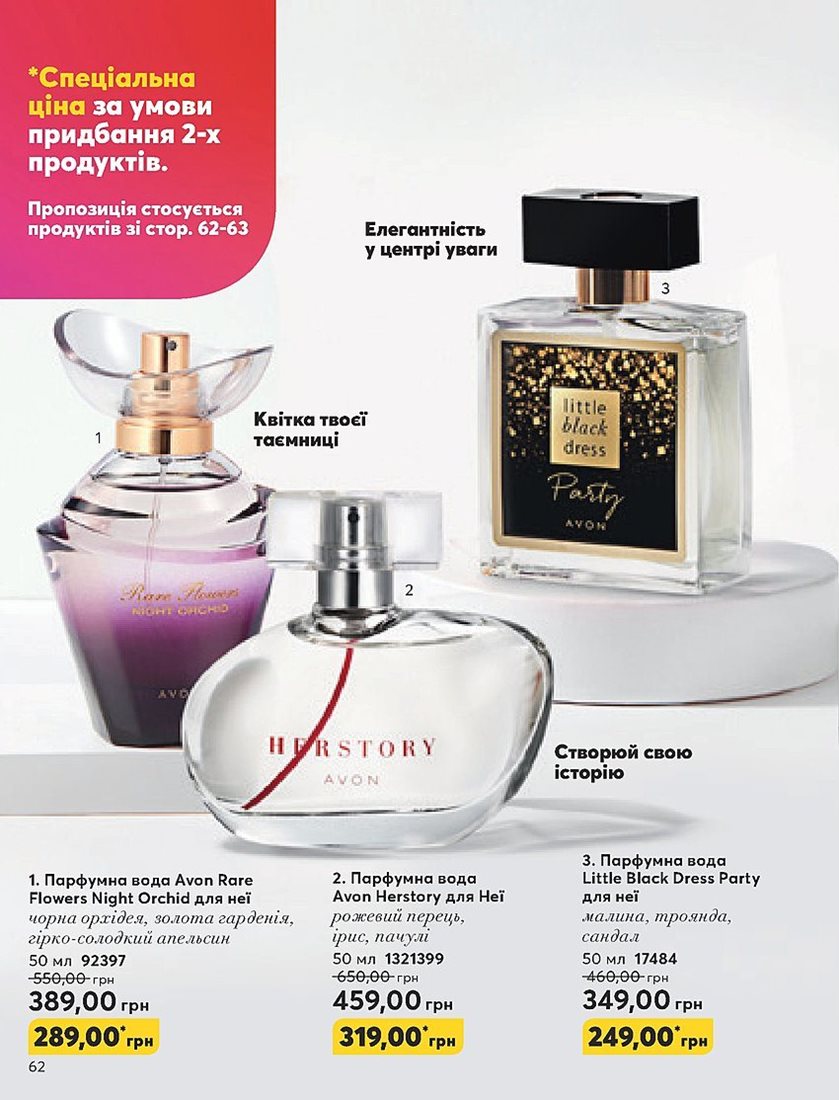 *Спеціальна
ціна за умови
придбання 2-х
продуктів.
Пропозиція стосується
продуктів зі стор. 62-63
Елегантність
у центрі уваги
3
little
black
dress
Party
AVON
Квітка твоєї
таємниці
1
Rare Flowers
NIGHT ORCHID
AVON
2
HERSTORY
AVON
Створюй свою
історію
1. Парфумна вода Avon Rare
Flowers Night Orchid для неї
чорна орхідея, золота гарденія,
гірко-солодкий апельсин
50 мл 92397
550,00 грн
389,00 грн
289,00* грн
2. Парфумна вода
Avon Herstory для Неї
рожевий перець,
ірис, пачулі
50 мл 1321399
650,00 грн
459,00 грн
319,00* грн
3. Парфумна вода
Little Black Dress Party
для неї
малина, троянда,
сандал
50 мл 17484
460,00 грн
349,00 грн
249,00* грн
62